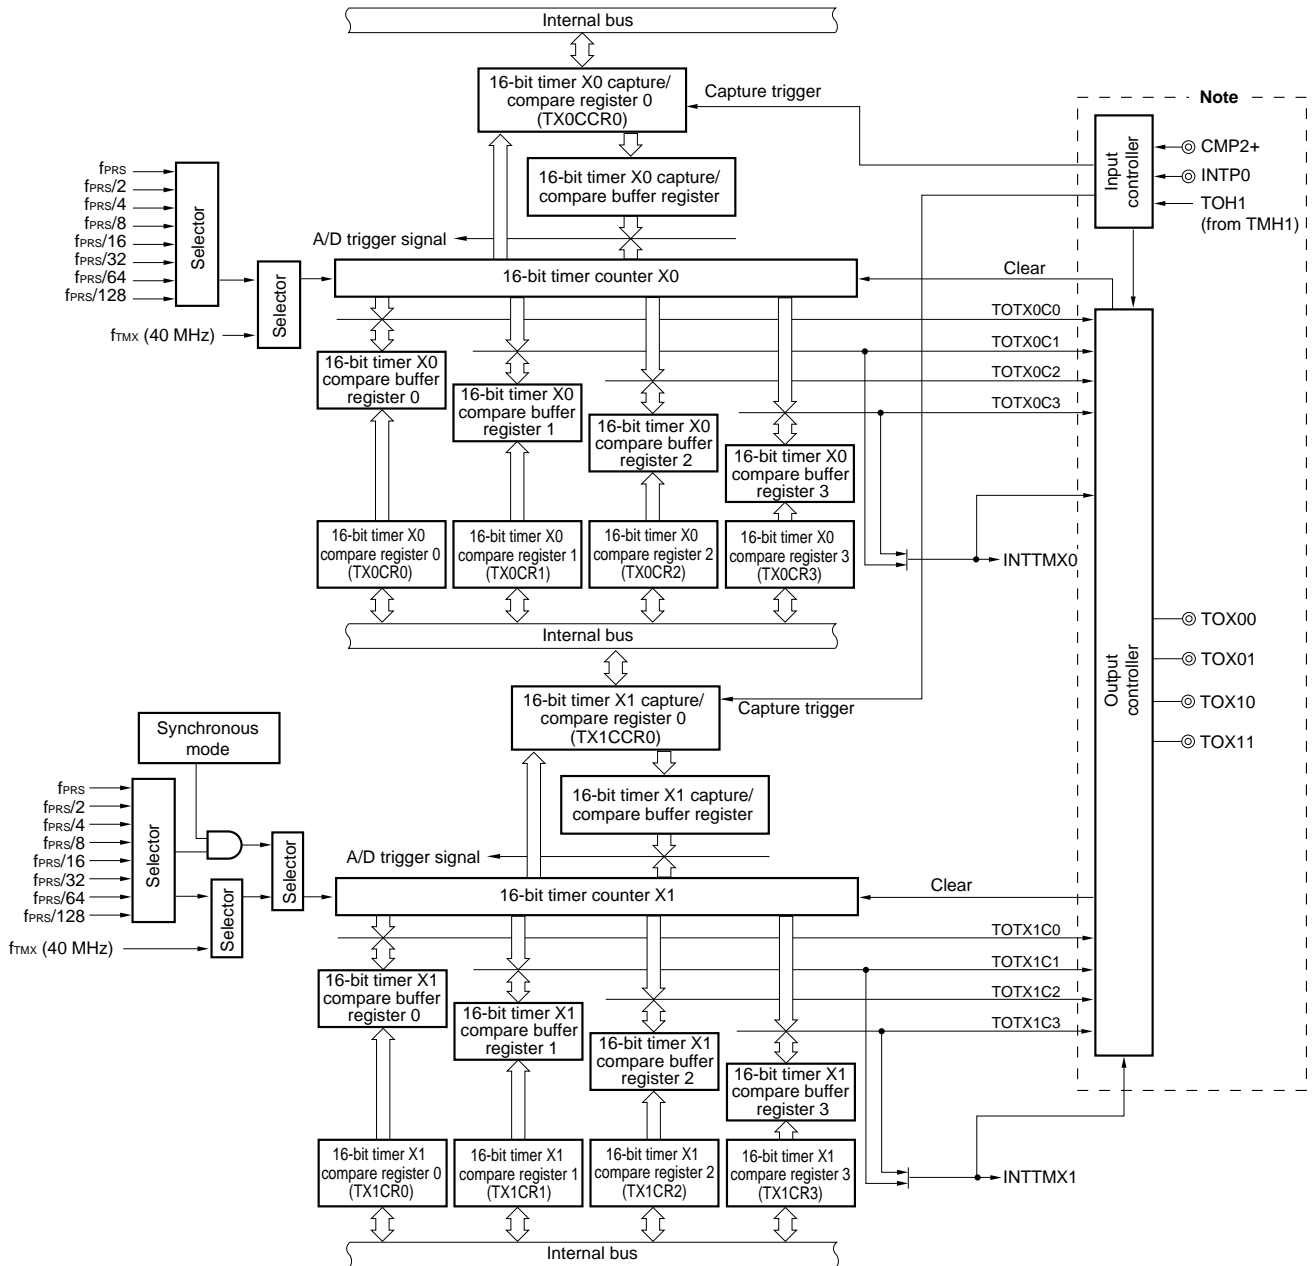 Internal bus
16-bit timer X0 capture/
compare register 0
(TX0CCR0)
Capture trigger
Note
Input
controller
CMP2+
INTP0
TOH1
(from TMH1)
16-bit timer X0 capture/
compare buffer register
fPRS
fPRS/2
fPRS/4
fPRS/8
fPRS/16
fPRS/32
fPRS/64
fPRS/128
Selector
fTMX (40 MHz)
Selector
A/D trigger signal
16-bit timer counter X0
Clear
TOTX0C0
TOTX0C1
TOTX0C2
TOTX0C3
16-bit timer X0
compare buffer
register 0
16-bit timer X0
compare buffer
register 1
16-bit timer X0
compare buffer
register 2
16-bit timer X0
compare buffer
register 3
16-bit timer X0
compare register 0
(TX0CR0)
16-bit timer X0
compare register 1
(TX0CR1)
16-bit timer X0
compare register 2
(TX0CR2)
16-bit timer X0
compare register 3
(TX0CR3)
INTTMX0
Internal bus
Output
controller
TOX00
TOX01
TOX10
TOX11
16-bit timer X1 capture/
compare register 0
(TX1CCR0)
Capture trigger
Synchronous
mode
16-bit timer X1 capture/
compare buffer register
fPRS
fPRS/2
fPRS/4
fPRS/8
fPRS/16
fPRS/32
fPRS/64
fPRS/128
Selector
fTMX (40 MHz)
Selector
Selector
A/D trigger signal
16-bit timer counter X1
Clear
TOTX1C0
TOTX1C1
TOTX1C2
TOTX1C3
16-bit timer X1
compare buffer
register 0
16-bit timer X1
compare buffer
register 1
16-bit timer X1
compare buffer
register 2
16-bit timer X1
compare buffer
register 3
16-bit timer X1
compare register 0
(TX1CR0)
16-bit timer X1
compare register 1
(TX1CR1)
16-bit timer X1
compare register 2
(TX1CR2)
16-bit timer X1
compare register 3
(TX1CR3)
INTTMX1
Internal bus